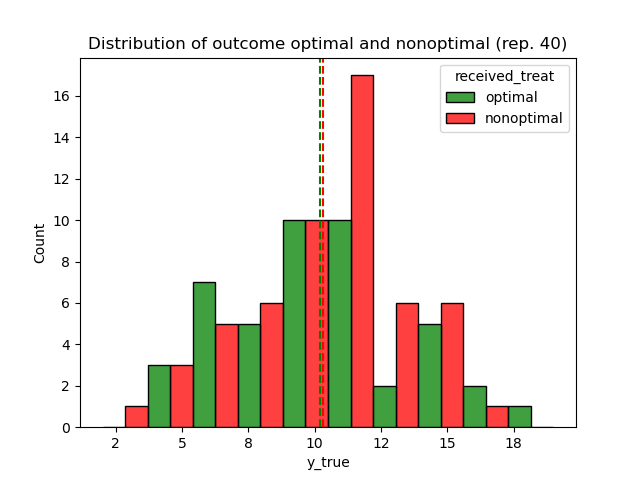 Distribution of outcome optimal and nonoptimal (rep. 40)
received_treat
optimal
nonoptimal
16
14
12
10
8
6
4
2
0
Count
2
5
8
10
12
15
18
y_true